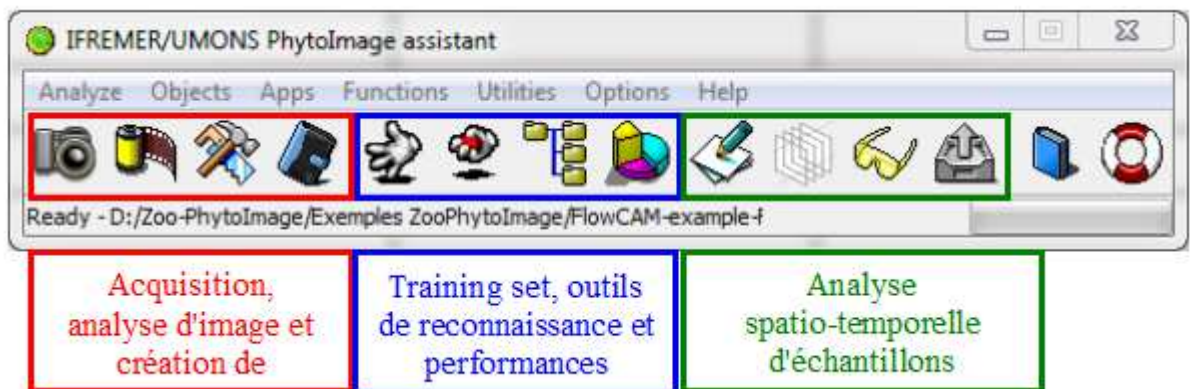 IFREMER/UMONS PhytoImage assistant
Analyze Objects Apps Functions Utilities Options Help
Ready - D:/Zoo-PhytoImage/Exemples ZooPhytoImage/FlowCAM-example-f
Acquisition,
analyse d'image et
création de
Training set, outils
de reconnaissance et
performances
Analyse
spatio-temporelle
d'échantillons